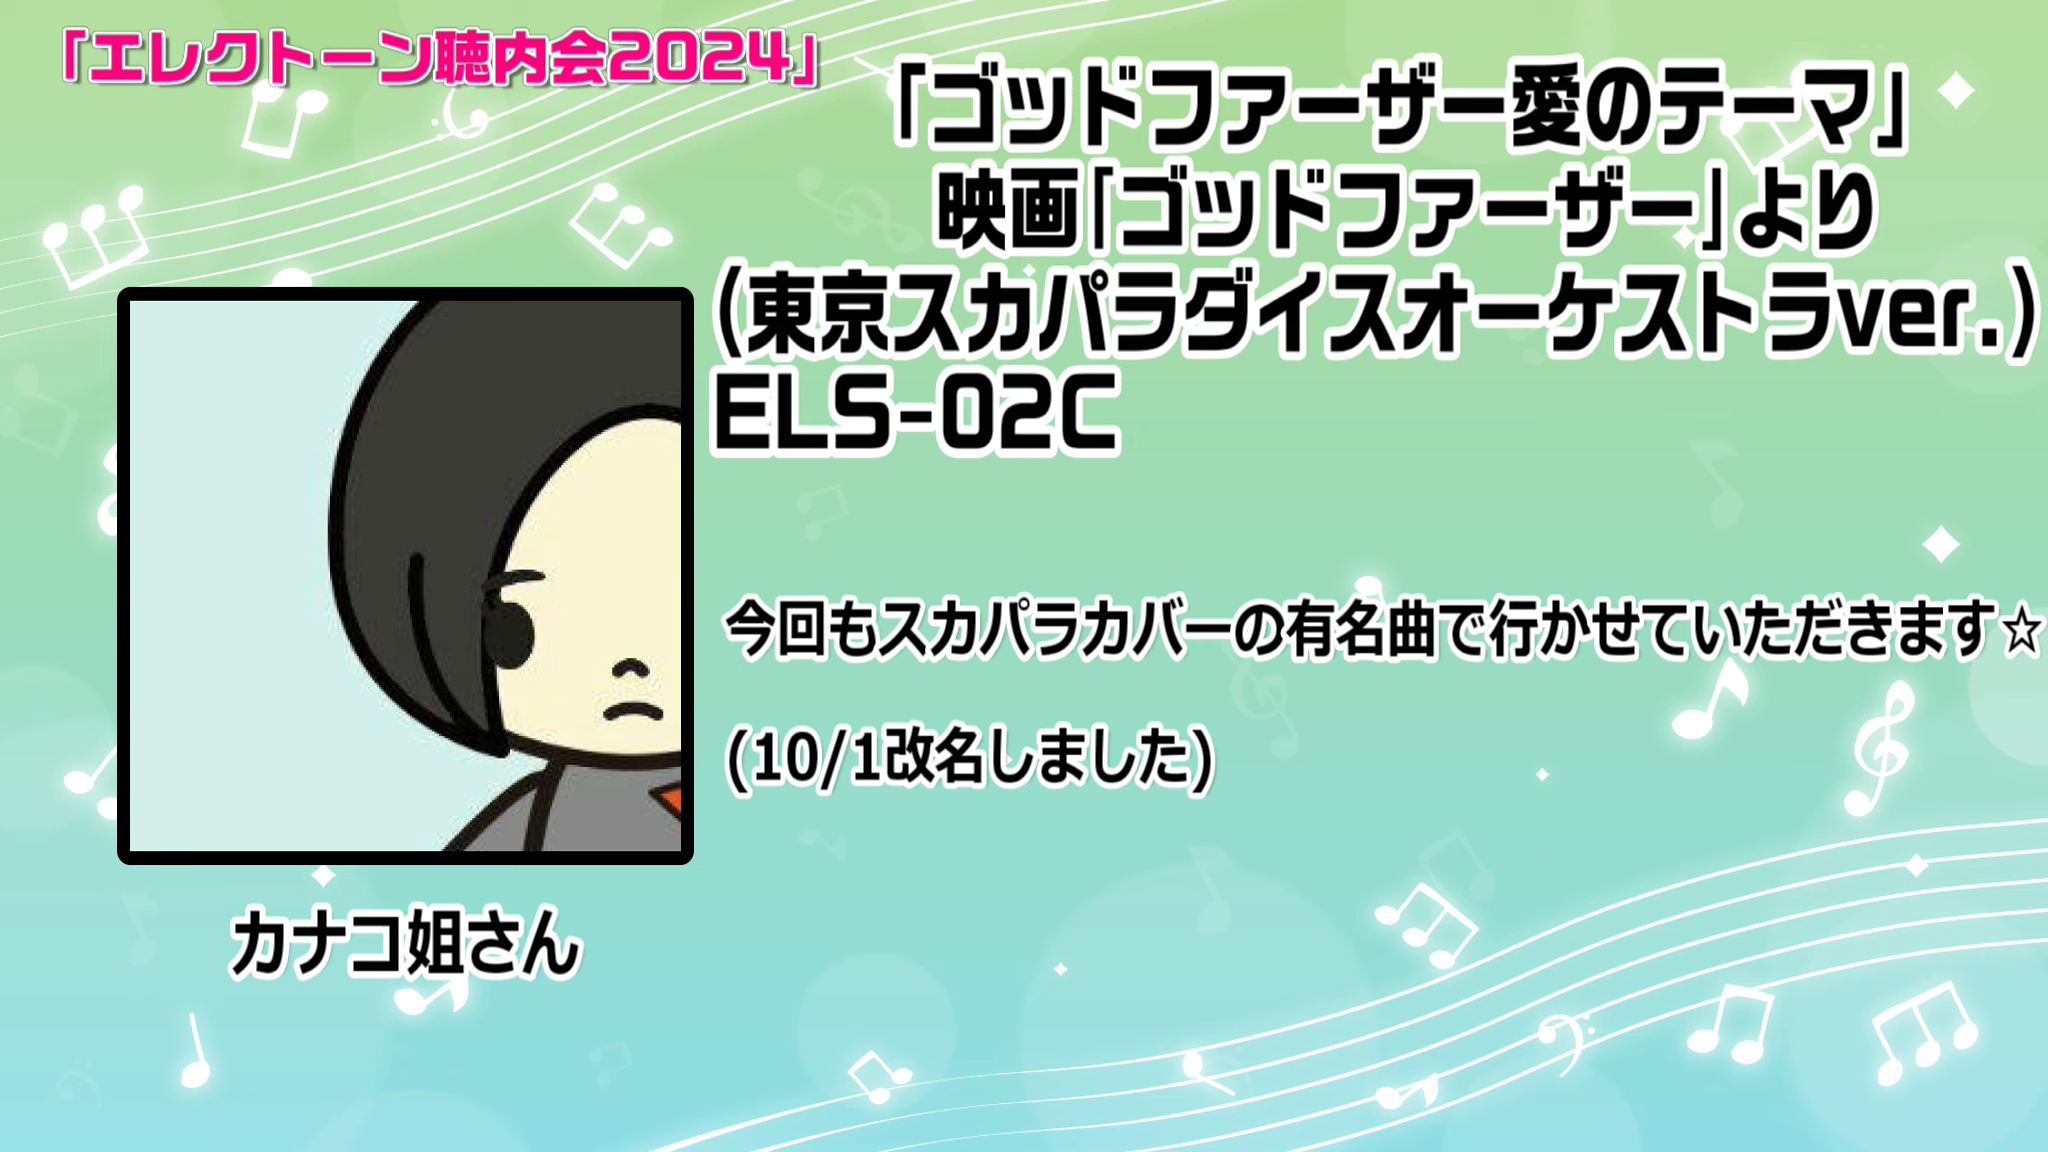 「エレクトーン聴内会2024」
「ゴッドファーザー愛のテーマ」
映画「ゴッドファーザー」より
(東京スカパラダイスオーケストラver.)
ELS-02C
今回もスカパラカバーの有名曲で行かせていただきます☆
(10/1改名しました)
カナコ姐さん